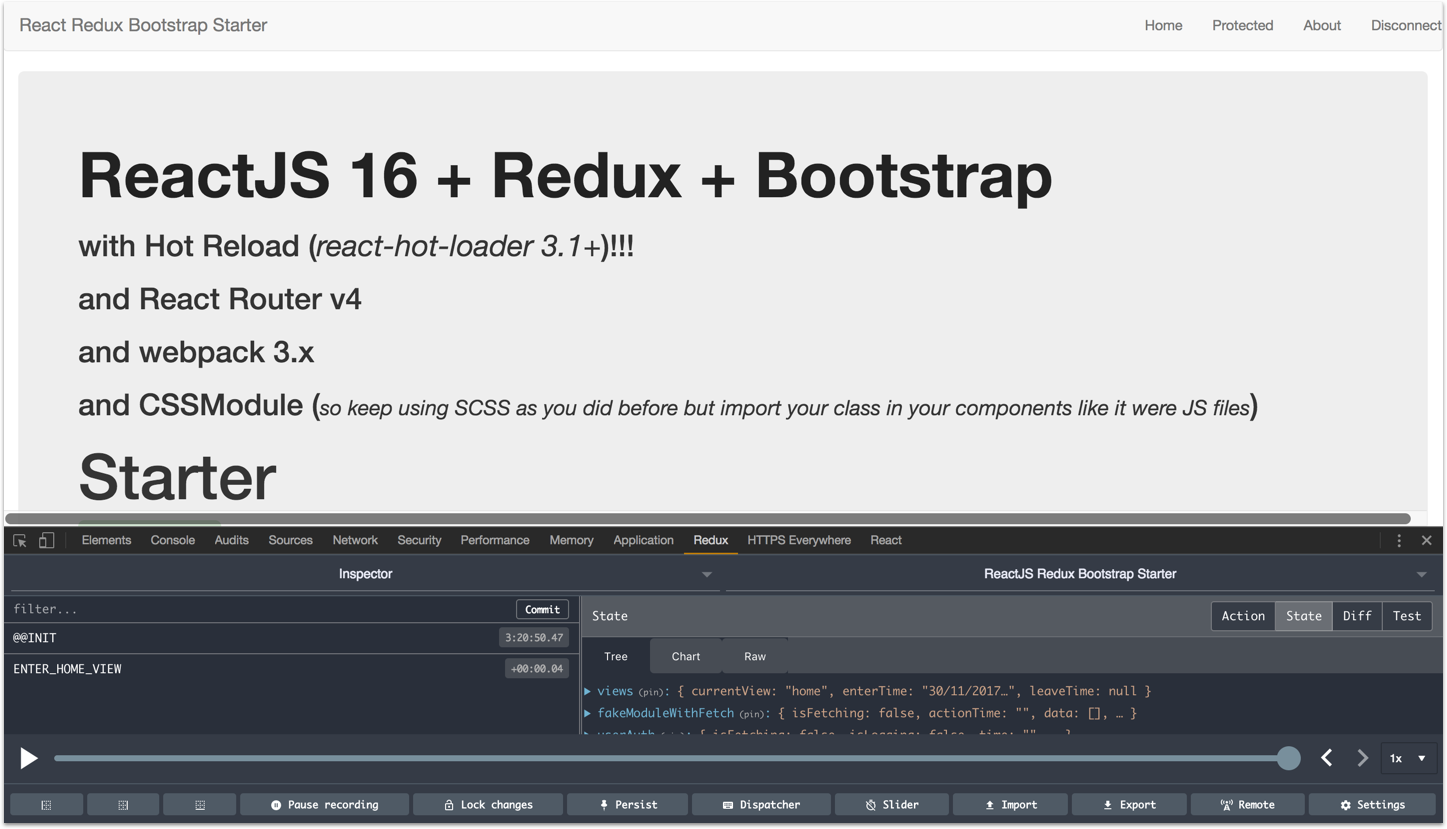 React Redux Bootstrap Starter
Home Protected About Disconnect
ReactJS 16 + Redux + Bootstrap
with Hot Reload (react-hot-loader 3.1+)!!!
and React Router v4
and webpack 3.x
and CSSModule (so keep using SCSS as you did before but import your class in your components like it were JS files)
Starter
Elements Console Audits Sources Network Security Performance Memory Application Redux HTTPS Everywhere React
Inspector ReactJS Redux Bootstrap Starter
filter... Commit
@@INIT 3:20:50.47
ENTER_HOME_VIEW +00:00.04
State Action State Diff Test
Tree Chart Raw
views (pin): { currentView: "home", enterTime: "30/11/2017…", leaveTime: null }
fakeModuleWithFetch (pin): { isFetching: false, actionTime: "", data: [], … }
1x
Pause recording Lock changes Persist Dispatcher Slider Import Export Remote Settings